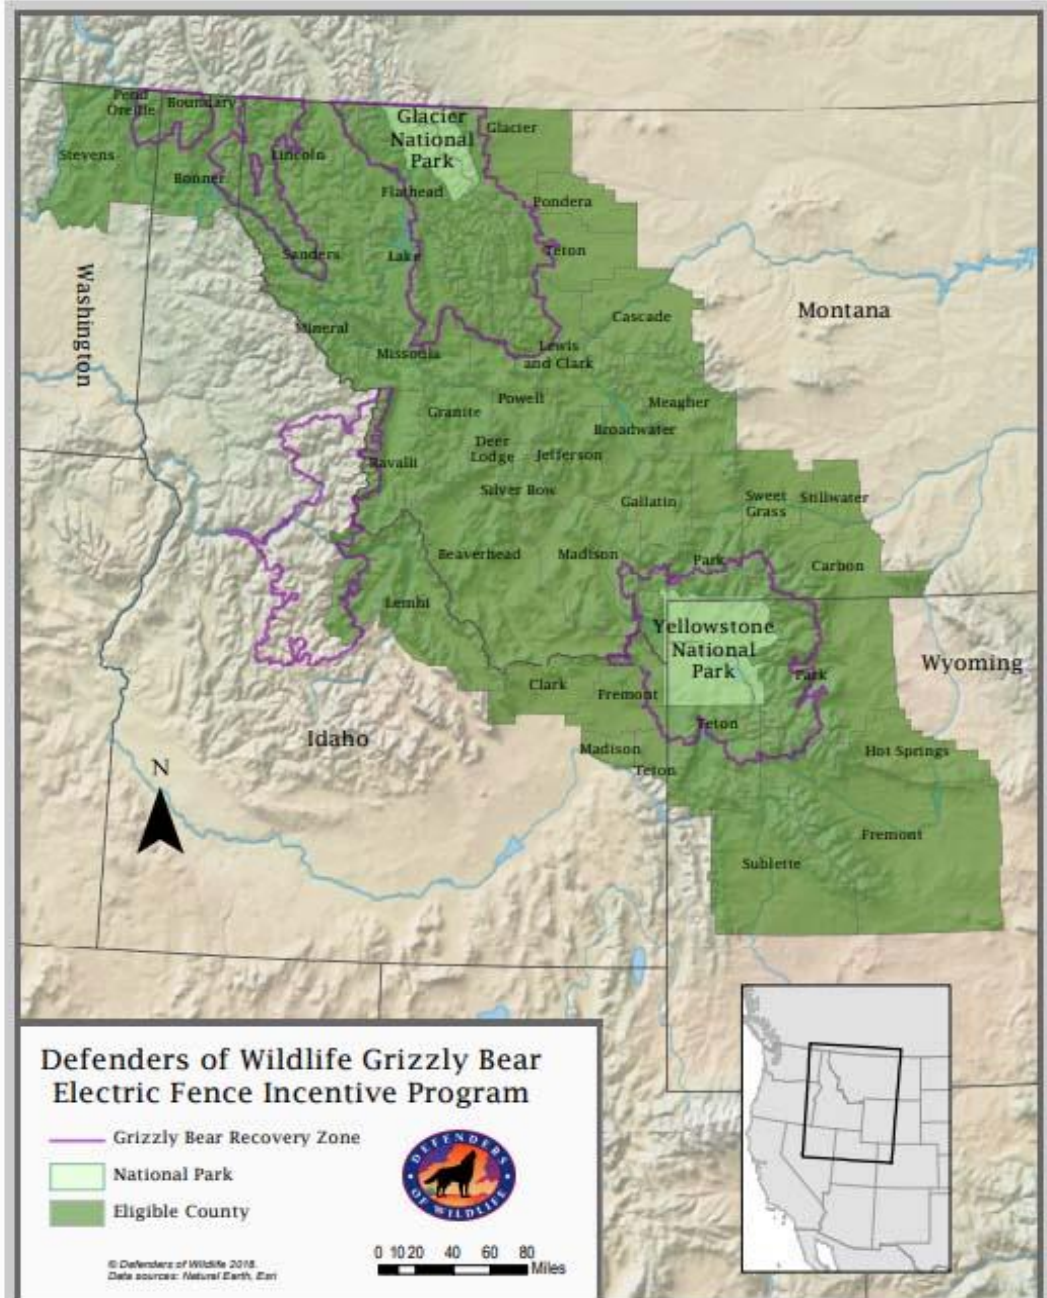 Pend
Oreille
Boundary
Glacier
National
Park
Glacier
Stevens
Lincoln
Bonner
Flathead
Pondera
Sanders
Lake
Teton
Washington
Mineral
Cascade
Montana
Missoula
Lewis
and Clark
Granite
Powell
Meagher
Broadwater
Deer
Lodge
Jefferson
Ravalli
Silver Bow
Gallatin
Sweet
Grass
Stillwater
Beaverhead
Madison
Park
Carbon
Lemhi
Yellowstone
National
Park
Wyoming
Park
Clark
Fremont
Teton
Idaho
Madison
Teton
Hot Springs
N
Fremont
Sublette
Defenders of Wildlife Grizzly Bear
Electric Fence Incentive Program
Grizzly Bear Recovery Zone
National Park
Eligible County
DEFENDERS
OF WILDLIFE
© Defenders of Wildlife 2018.
Data sources: Natural Earth, Esri
0 10 20 40 60 80
Miles